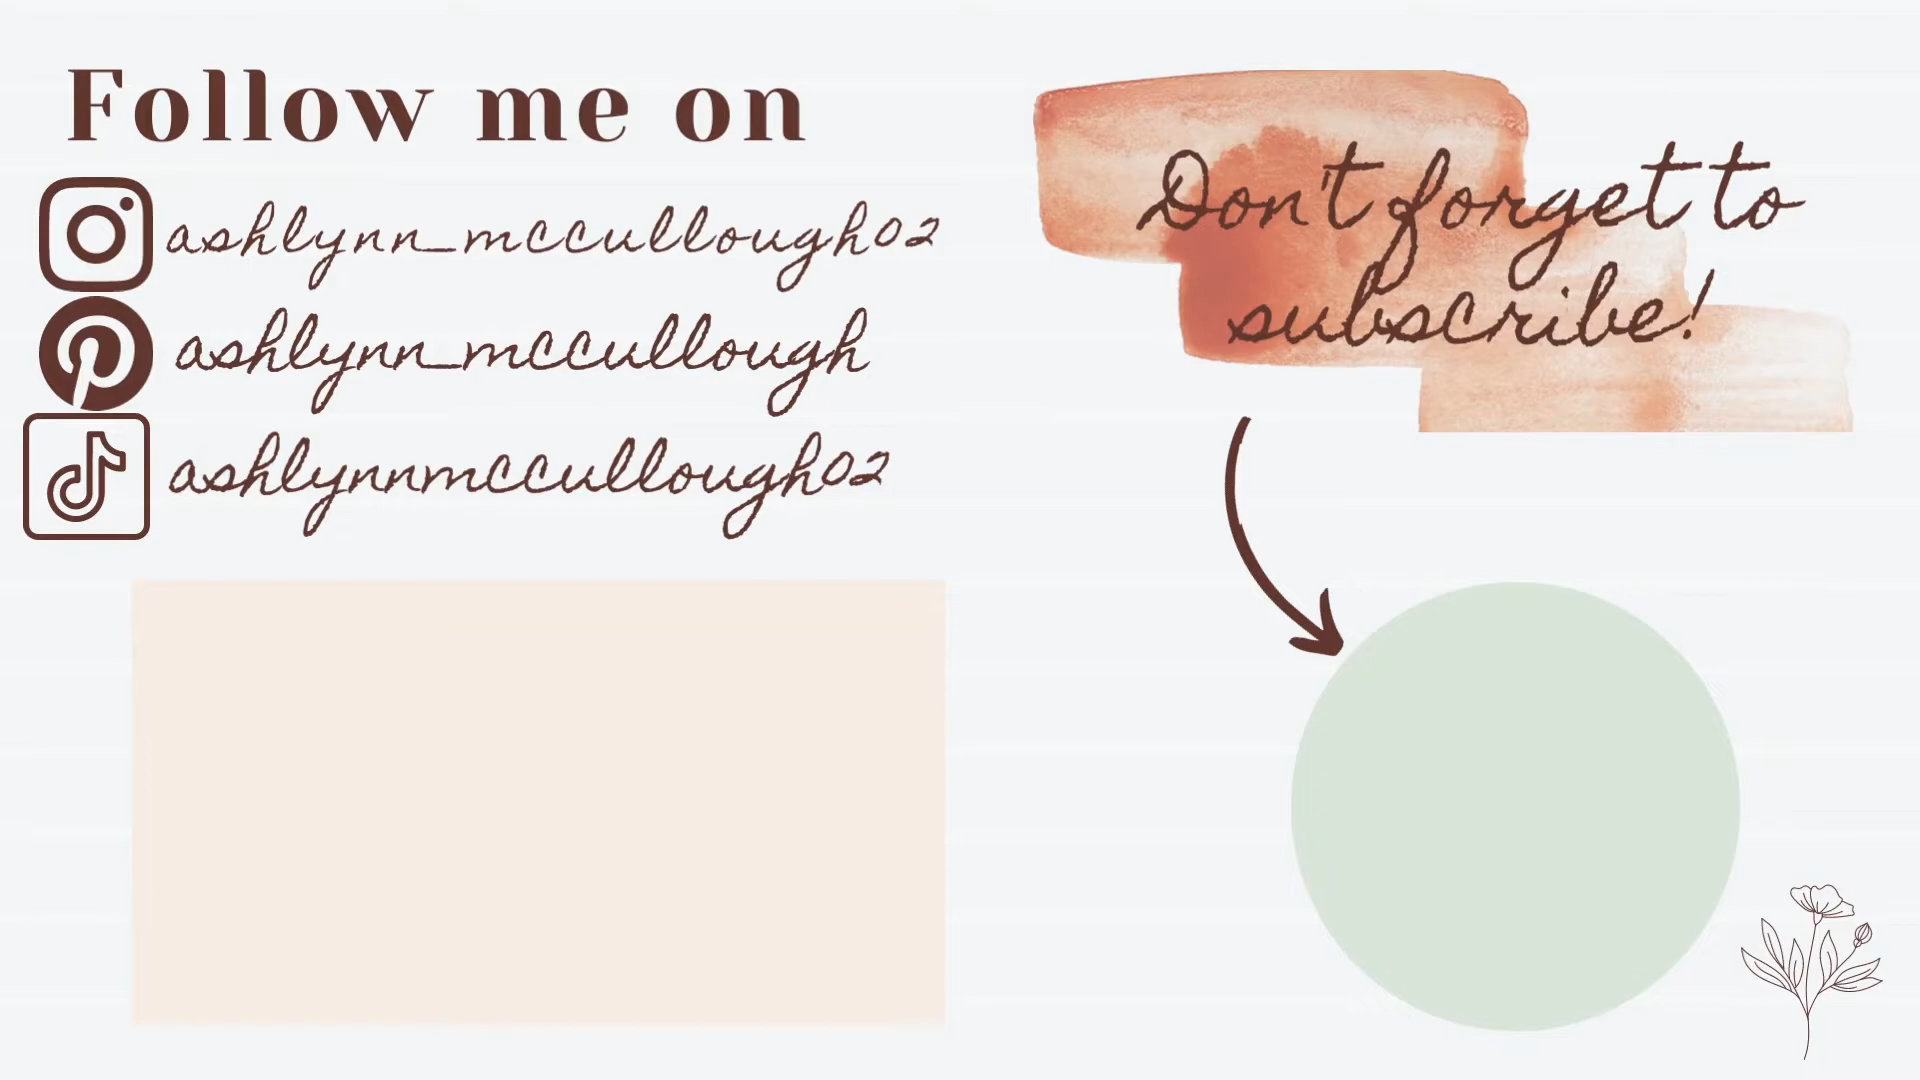 Follow me on
ashlynn_mccullough02
ashlynn_mccullough
ashlynnmccullough02
Don't forget to
subscribe!